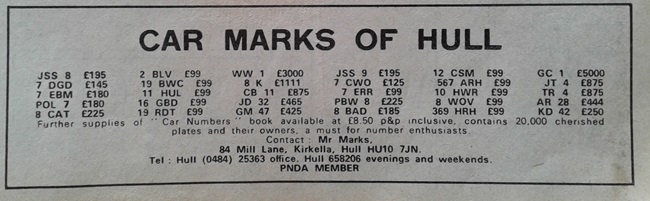 CAR MARKS OF HULL
JSS 8 £195 2 BLV £99 WW 1 £3000 JSS 9 £195 12 CSM £99 GC 1 £5000
7 DGD £145 19 BWC £99 8 K £1111 7 CWO £125 567 ARH £99 JT 4 £875
7 EBM £180 11 HUL £99 CB 11 £875 7 ERR £99 10 HWR £99 TR 4 £875
POL 7 £180 16 GBD £99 JD 32 £465 PBW 8 £225 8 WOV £99 AR 28 £444
8 CAT £225 19 RDT £99 GM 47 £425 8 BAD £185 369 HRH £99 KD 42 £250
Further supplies of "Car Numbers" book available at £8.50 p&p inclusive, contains 20,000 cherished
plates and their owners, a must for number enthusiasts.
Contact: Mr Marks,
84 Mill Lane, Kirkella, Hull HU10 7JN.
Tel: Hull (0484) 25363 office. Hull 658206 evenings and weekends.
PNDA MEMBER